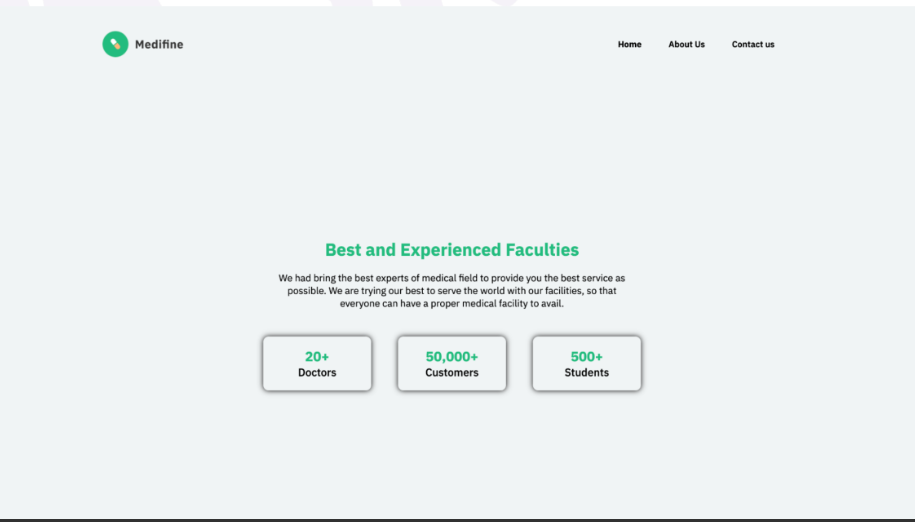 Medifine
Home About Us Contact us
Best and Experienced Faculties
We had bring the best experts of medical field to provide you the best service as
possible. We are trying our best to serve the world with our facilities, so that
everyone can have a proper medical facility to avail.
20+ 50,000+ 500+
Doctors Customers Students